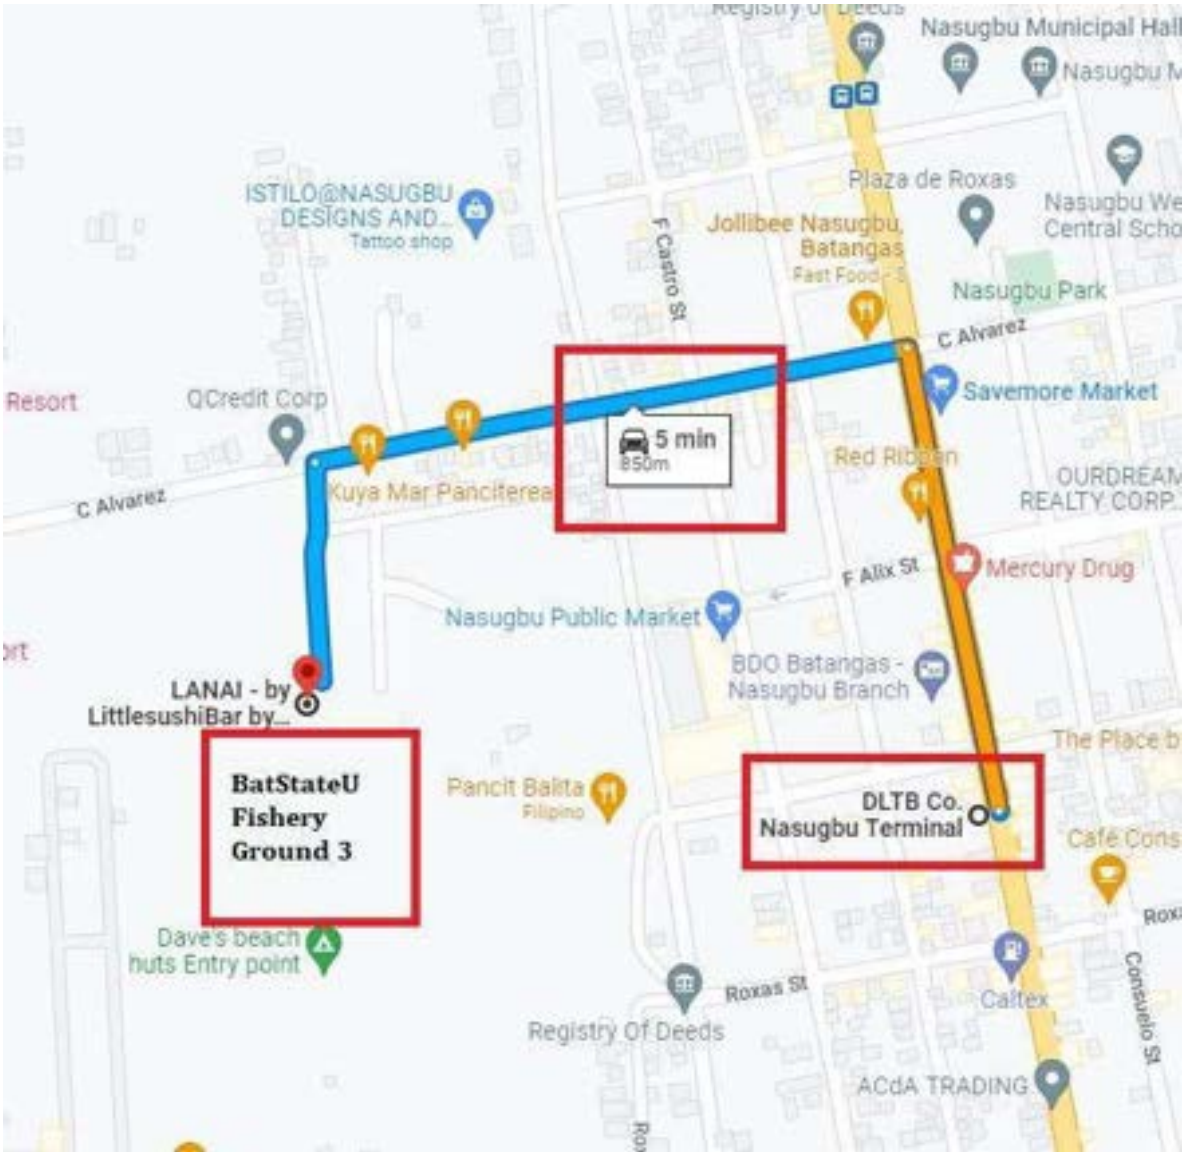 Registry of Deeds
Nasugbu Municipal Hall
Nasugbu M
Plaza de Roxas
ISTILO@NASUGBU
DESIGNS AND...
Tattoo shop
Nasugbu We
Central Scho
F Castro St
Jollibee Nasugbu,
Batangas
Fast Food - $
Nasugbu Park
C Alvarez
Resort
QCredit Corp
Savemore Market
5 min
850m
Red Ribbon
Kuya Mar Panciterea
C Alvarez
OURDREAM
REALTY CORP...
F Alix St
Mercury Drug
Nasugbu Public Market
ort
BDO Batangas -
Nasugbu Branch
LANAI - by
LittlesushiBar by...
The Place b
BatStateU
Fishery
Ground 3
Pancit Balita
Filipino
DLTB Co.
Nasugbu Terminal
Café Cons
Roxa
Dave's beach
huts Entry point
Consuelo St
Roxas St
Caltex
Registry Of Deeds
ACdA TRADING
Rox